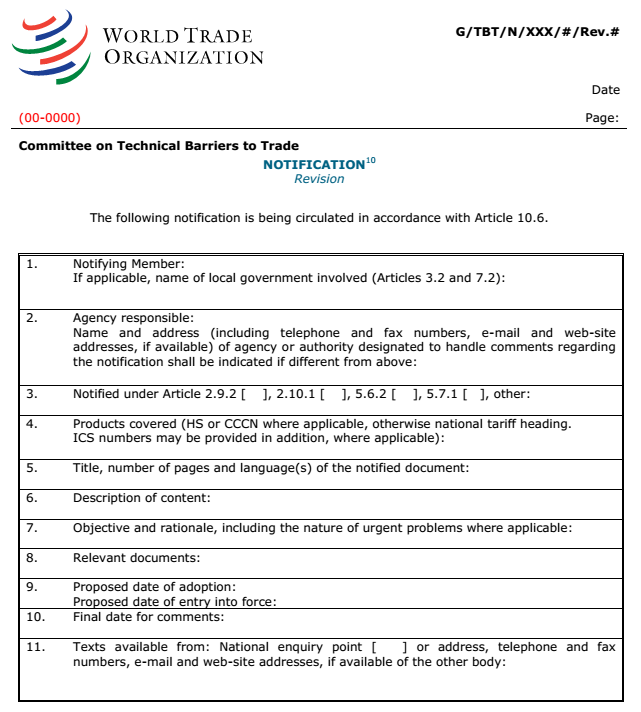 WORLD TRADE
ORGANIZATION
G/TBT/N/XXX/#/Rev.#
Date
(00-0000)
Page:
Committee on Technical Barriers to Trade
NOTIFICATION10
Revision
The following notification is being circulated in accordance with Article 10.6.
1. Notifying Member:
If applicable, name of local government involved (Articles 3.2 and 7.2):
2. Agency responsible:
Name and address (including telephone and fax numbers, e-mail and web-site
addresses, if available) of agency or authority designated to handle comments regarding
the notification shall be indicated if different from above:
3. Notified under Article 2.9.2 [ ], 2.10.1 [ ], 5.6.2 [ ], 5.7.1 [ ], other:
4. Products covered (HS or CCCN where applicable, otherwise national tariff heading.
ICS numbers may be provided in addition, where applicable):
5. Title, number of pages and language(s) of the notified document:
6. Description of content:
7. Objective and rationale, including the nature of urgent problems where applicable:
8. Relevant documents:
9. Proposed date of adoption:
Proposed date of entry into force:
10. Final date for comments:
11. Texts available from: National enquiry point [ ] or address, telephone and fax
numbers, e-mail and web-site addresses, if available of the other body: